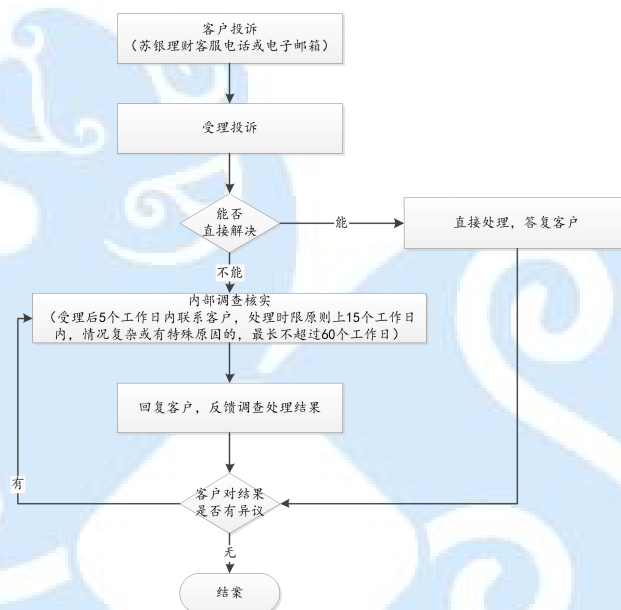 客户投诉
（苏银理财客服电话或电子邮箱）
受理投诉
能否
直接解决
能
直接处理，答复客户
不能
内部调查核实
（受理后5个工作日内联系客户，处理时限原则上15个工作日
内，情况复杂或有特殊原因的，最长不超过60个工作日）
回复客户，反馈调查处理结果
有
客户对结果
是否有异议
无
结案